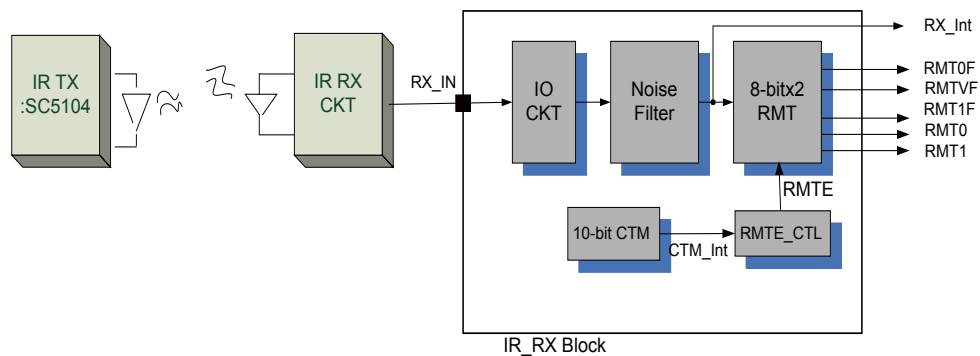 IR TX
:SC5104
IR RX
CKT
RX_IN
IO
CKT
Noise
Filter
8-bitx2
RMT
RX_Int
RMT0F
RMTVF
RMT1F
RMT0
RMT1
RMTE
10-bit CTM
CTM_Int
RMTE_CTL
IR_RX Block